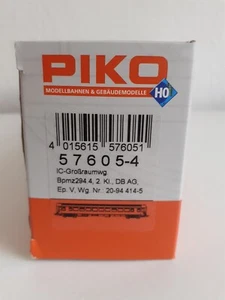 PIKO
MODELLBAHNEN & GEBÄUDEMODELLE
H0
4 015615 576051
57605-4
IC-Großraumwg.
Bpmz294.4, 2. Kl., DB AG,
Ep. V. Wg. Nr.: 20-94 414-5